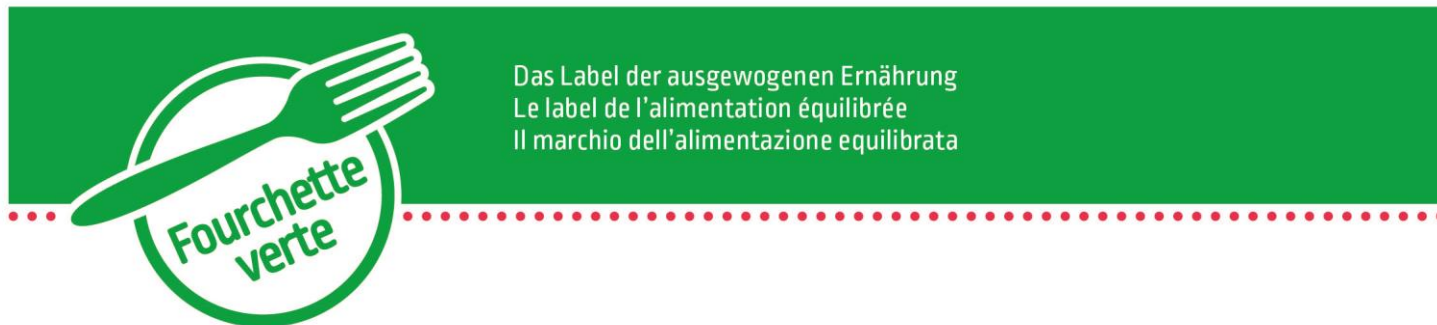 Das Label der ausgewogenen Ernährung
Le label de l'alimentation équilibrée
Il marchio dell'alimentazione equilibrata
Fourchette
verte